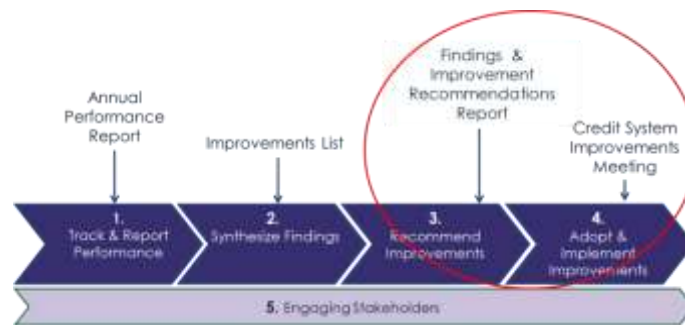 Findings &
Improvement
Recommendations
Report
Annual
Performance
Report
Improvements List
Credit System
Improvements
Meeting
1.
Track & Report
Performance
2.
Synthesize Findings
3.
Recommend
Improvements
4.
Adopt &
Implement
Improvements
5. Engaging Stakeholders